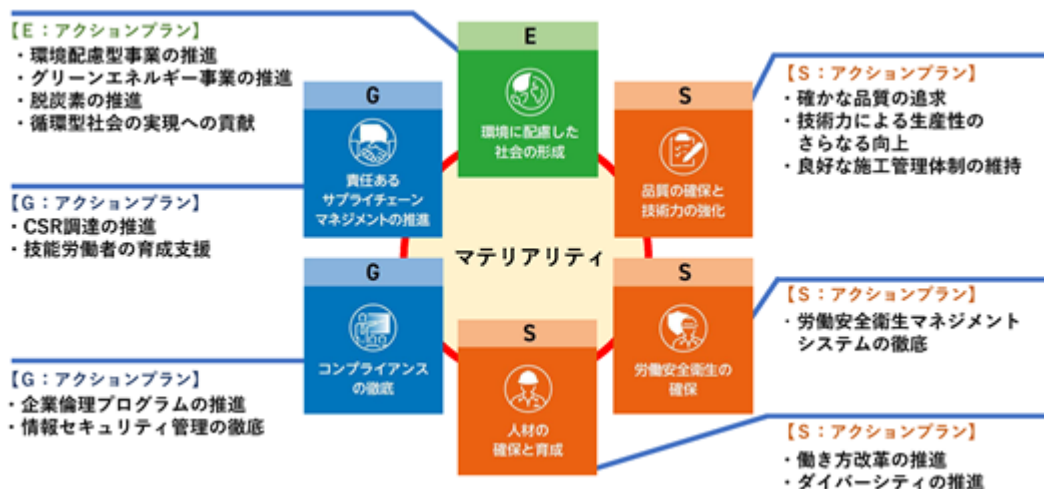 【E：アクションプラン】
・環境配慮型事業の推進
・グリーンエネルギー事業の推進
・脱炭素の推進
・循環型社会の実現への貢献
【G：アクションプラン】
・CSR調達の推進
・技能労働者の育成支援
【G：アクションプラン】
・企業倫理プログラムの推進
・情報セキュリティ管理の徹底
E
環境に配慮した
社会の形成
G
責任ある
サプライチェーン
マネジメントの推進
S
品質の確保と
技術力の強化
マテリアリティ
G
コンプライアンス
の徹底
S
人材の
確保と育成
S
労働安全衛生の
確保
【S：アクションプラン】
・確かな品質の追求
・技術力による生産性の
さらなる向上
・良好な施工管理体制の維持
【S：アクションプラン】
・労働安全衛生マネジメント
システムの徹底
【S：アクションプラン】
・働き方改革の推進
・ダイバーシティの推進